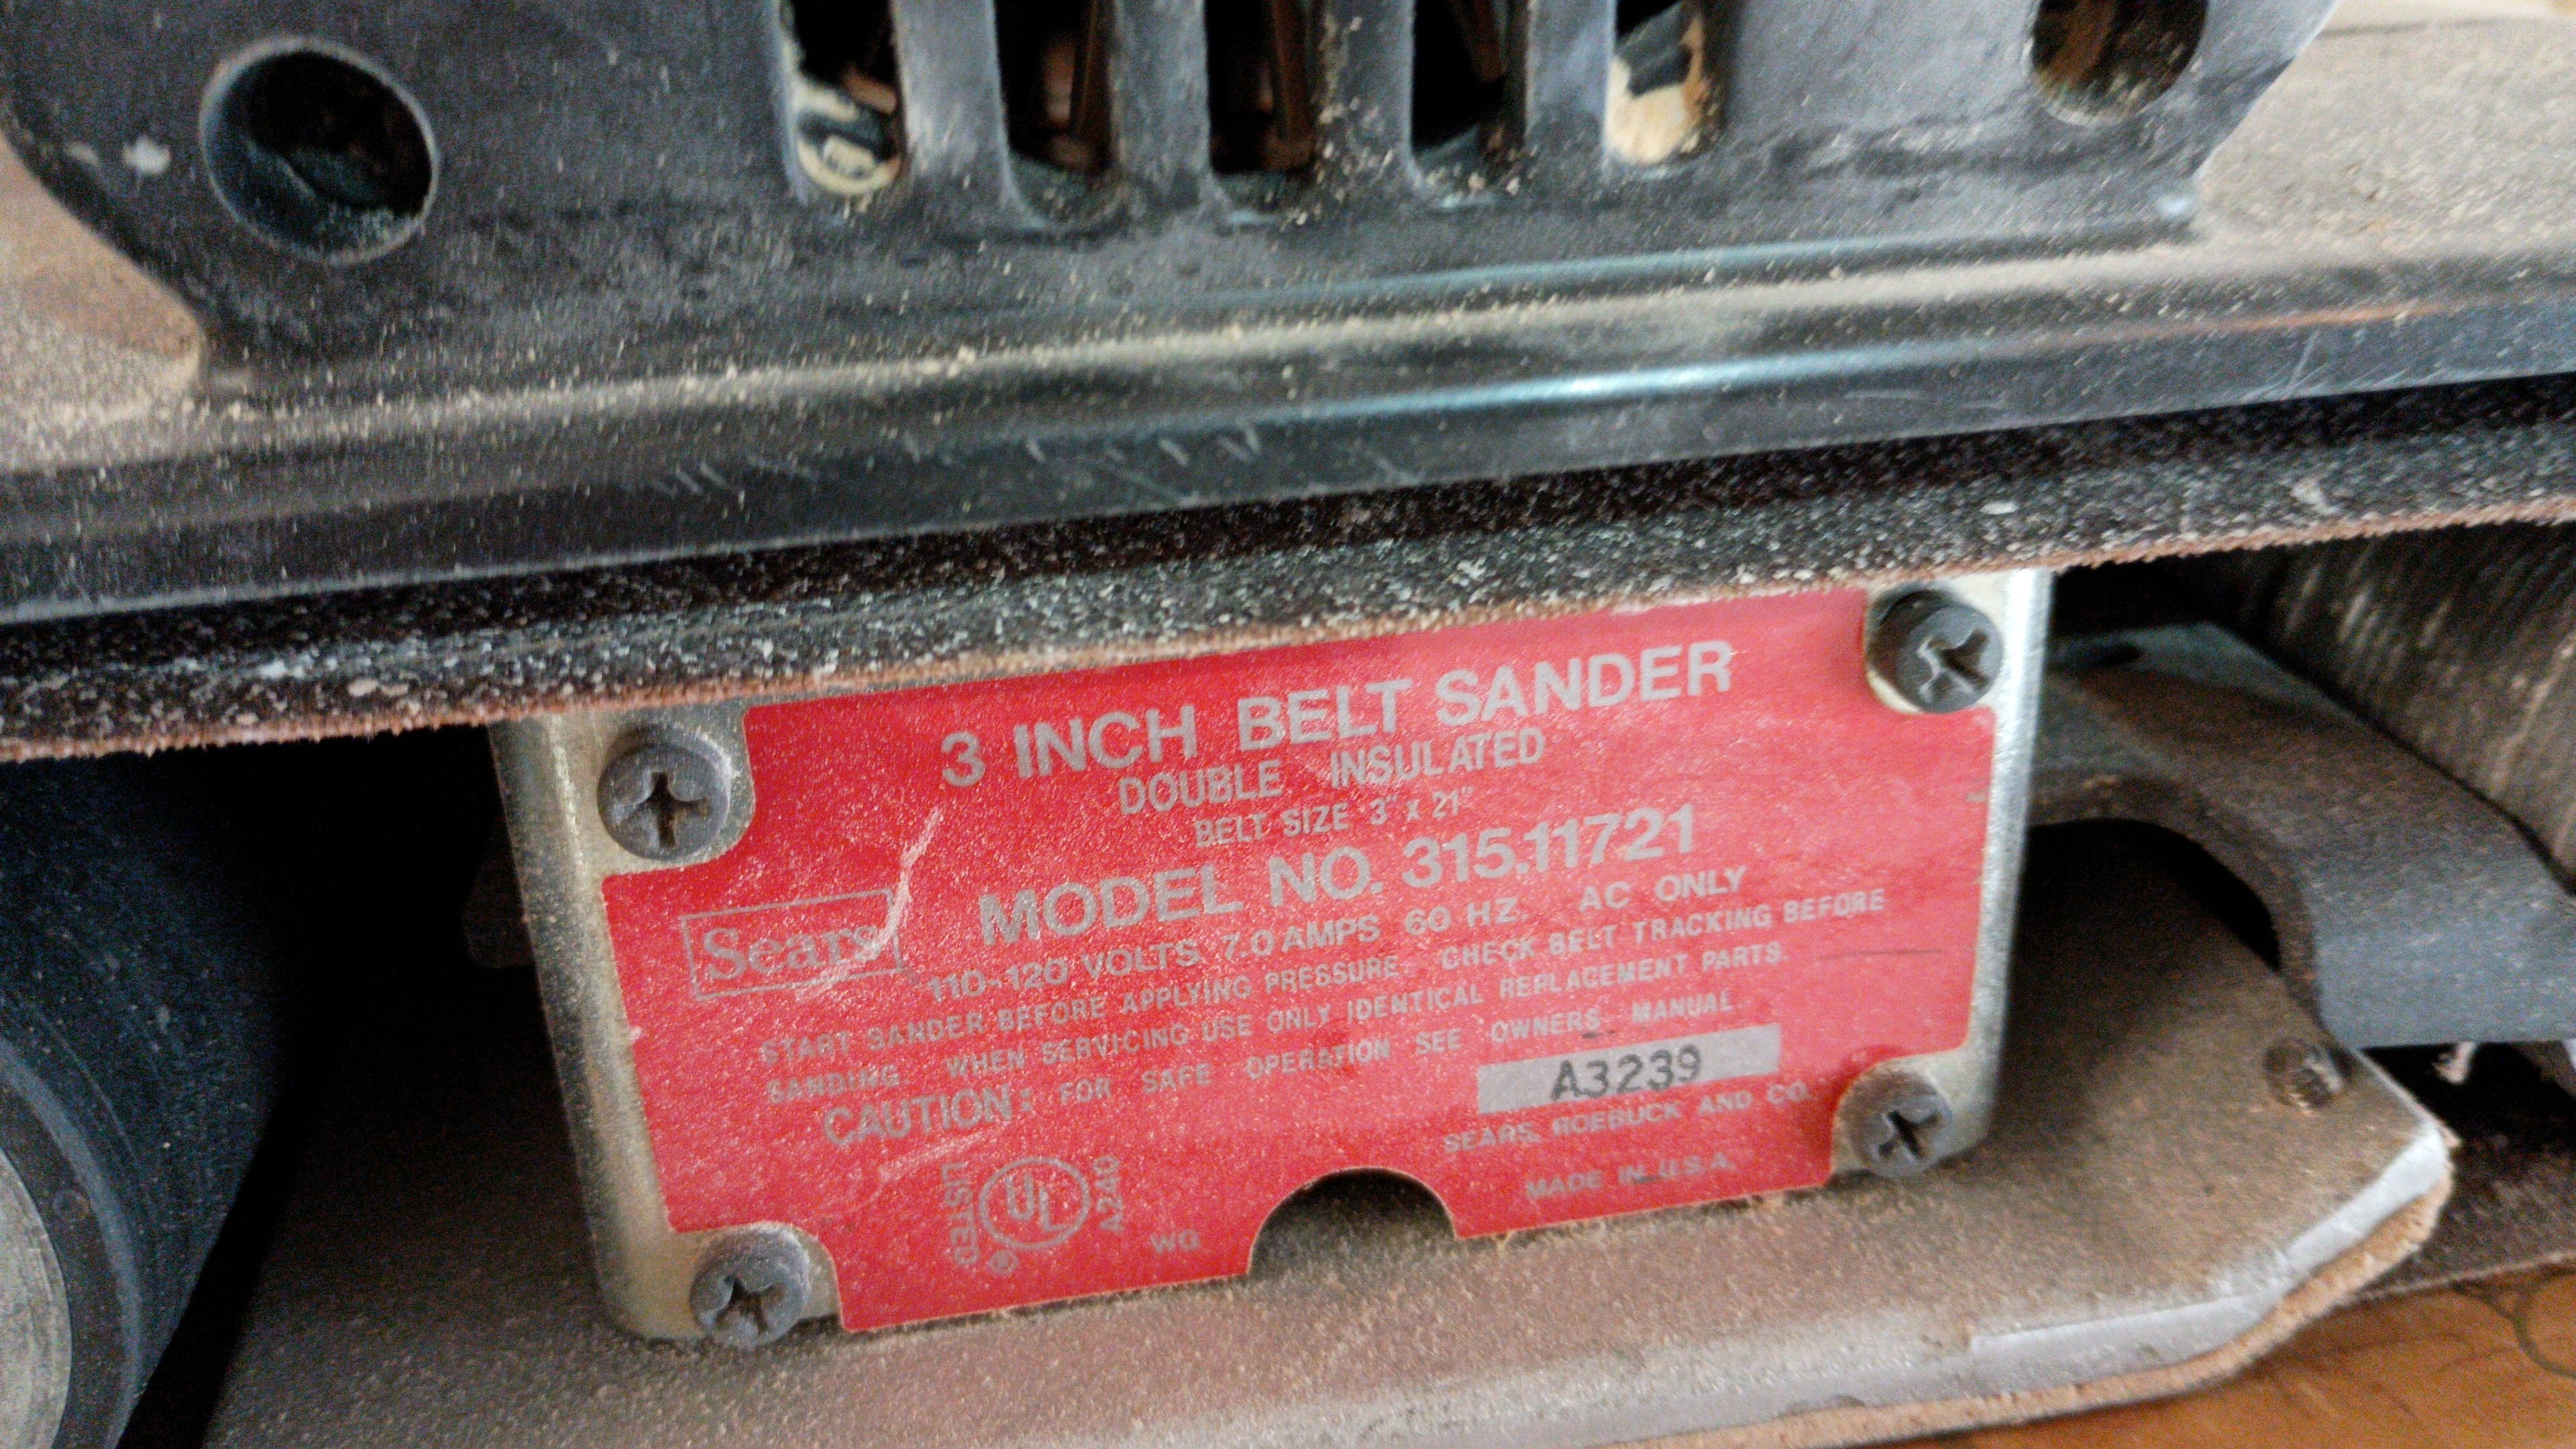 3 INCH BELT SANDER
DOUBLE INSULATED
BELT SIZE 3" X 21"
MODEL NO. 315.11721
Sears
110-120 VOLTS 7.0 AMPS 60 HZ. AC ONLY
START SANDER BEFORE APPLYING PRESSURE CHECK BELT TRACKING BEFORE
SANDING WHEN SERVICING USE ONLY IDENTICAL REPLACEMENT PARTS.
CAUTION: FOR SAFE OPERATION SEE OWNERS MANUAL
A3239
SEARS, ROEBUCK AND CO.
MADE IN U.S.A.
LISTED
UL
®
A240
WG